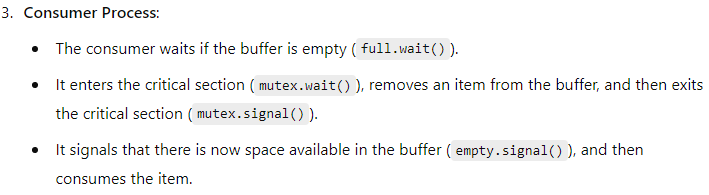 3. Consumer Process:
• The consumer waits if the buffer is empty ( full.wait() ).
• It enters the critical section ( mutex.wait() ), removes an item from the buffer, and then exits
the critical section ( mutex.signal() ).
• It signals that there is now space available in the buffer ( empty.signal() ), and then
consumes the item.